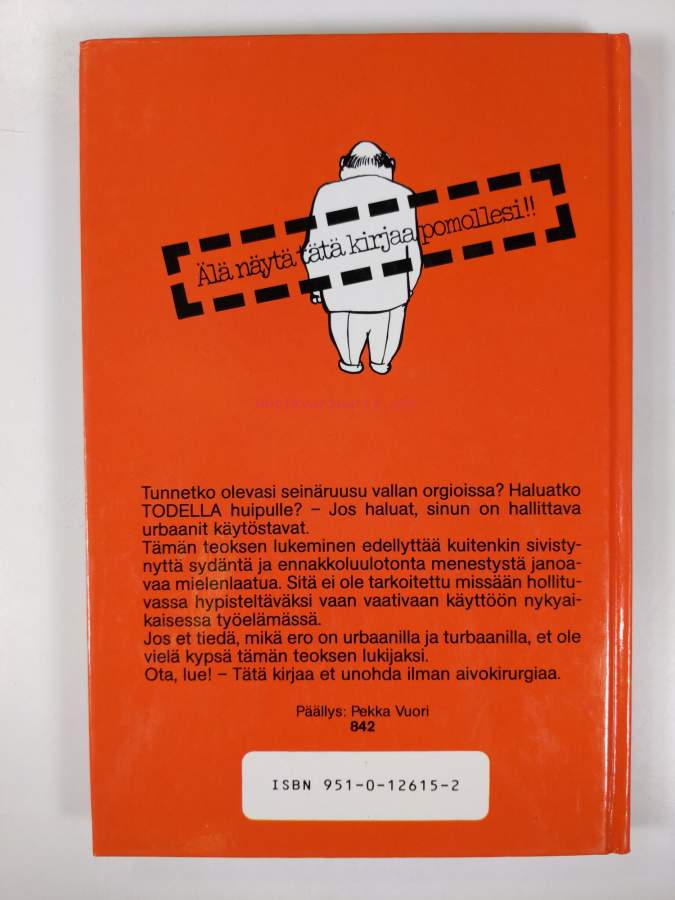 Älä näytä tätä kirjaa pomollesi!!
Tunnetko olevasi seinäruusu vallan orgioissa? Haluatko
TODELLA huipulle? – Jos haluat, sinun on hallittava
urbaanit käytöstavat.
Tämän teoksen lukeminen edellyttää kuitenkin sivisty-
nyttä sydäntä ja ennakkoluulotonta menestystä janoa-
vaa mielenlaatua. Sitä ei ole tarkoitettu missään hollitu-
vassa hypisteltäväksi vaan vaativaan käyttöön nykyai-
kaisessa työelämässä.
Jos et tiedä, mikä ero on urbaanilla ja turbaanilla, et ole
vielä kypsä tämän teoksen lukijaksi.
Ota, lue! – Tätä kirjaa et unohda ilman aivokirurgiaa.
Päällys: Pekka Vuori
842
ISBN 951-0-12615-2